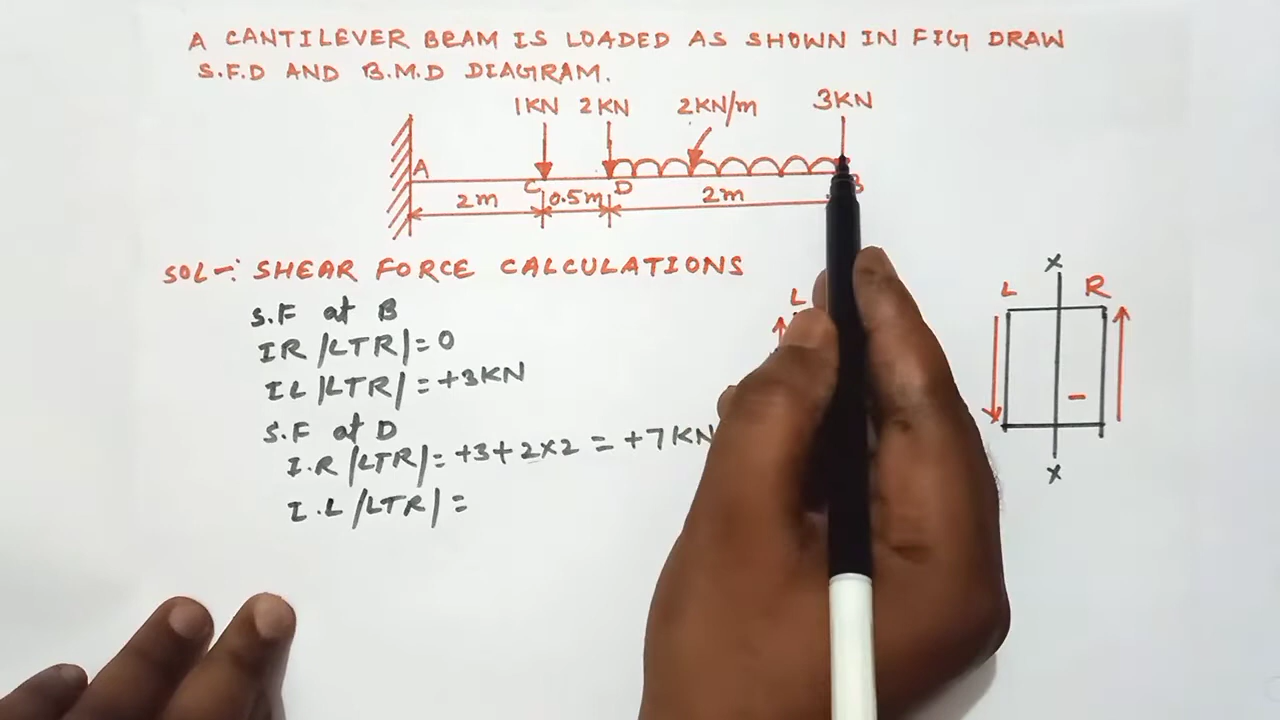 A CANTILEVER BEAM IS LOADED AS SHOWN IN FIG DRAW
S.F.D AND B.M.D DIAGRAM.
1KN 2KN 2KN/m 3KN
A
C D B
2m 0.5m 2m
SOL-: SHEAR FORCE CALCULATIONS
S.F at B
IR /LTR/ = 0
IL /LTR/ = +3KN
S.F at D
I.R /LTR/ = +3+2×2 = +7KN
I.L /LTR/ =
L
X
L R
-
X